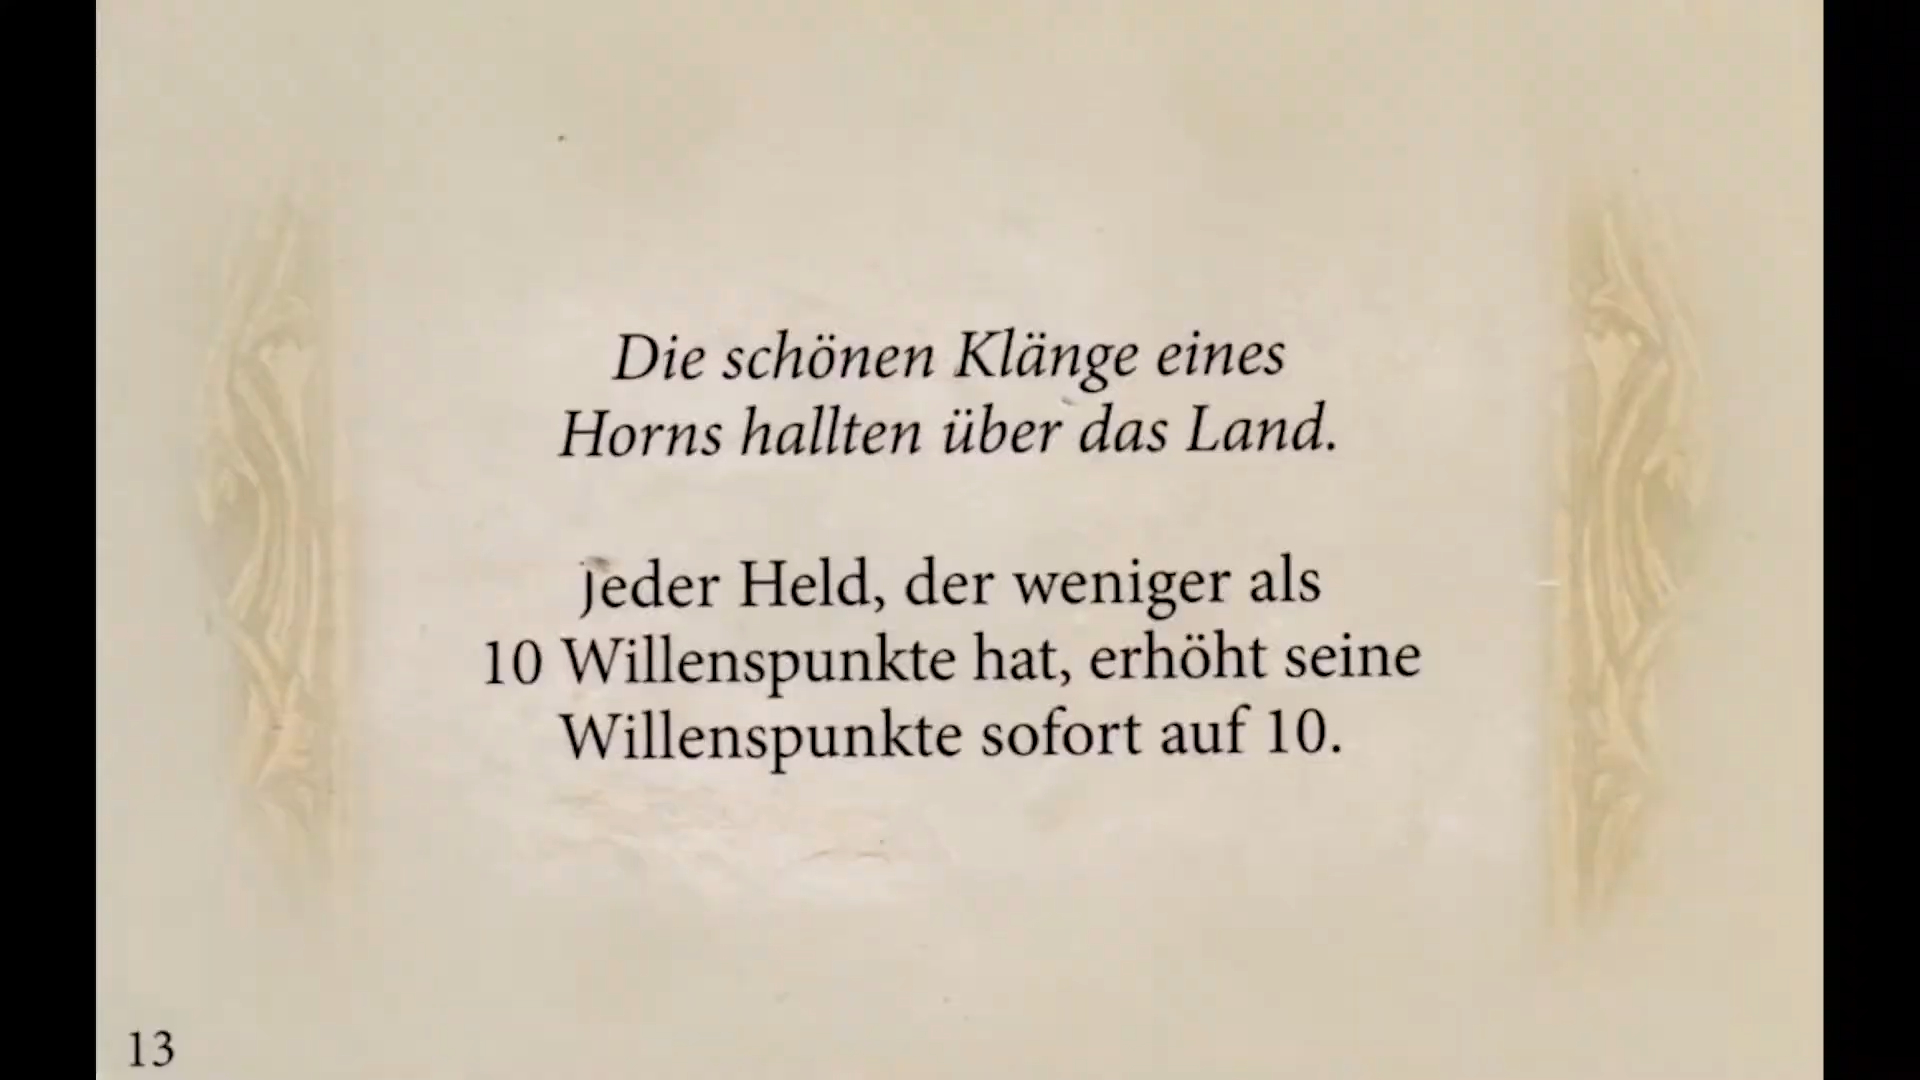 Die schönen Klänge eines
Horns hallten über das Land.
Jeder Held, der weniger als
10 Willenspunkte hat, erhöht seine
Willenspunkte sofort auf 10.
13